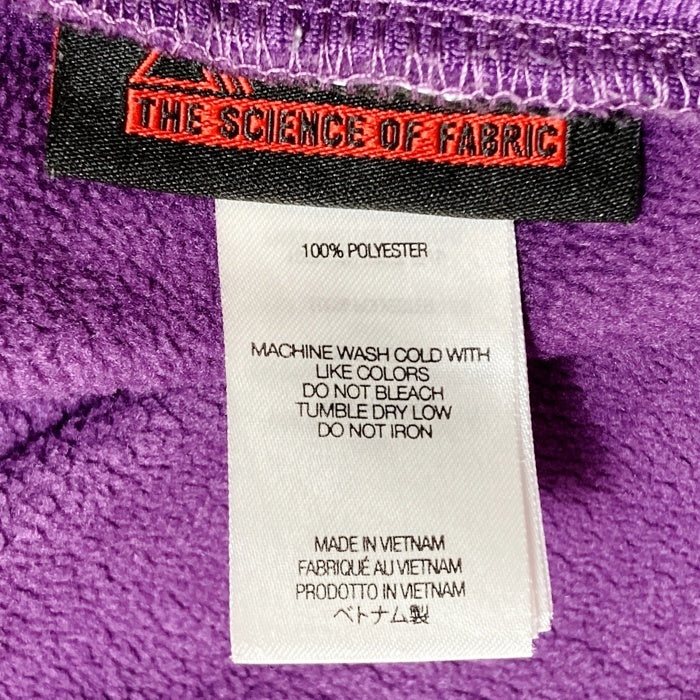 THE SCIENCE OF FABRIC
100% POLYESTER
MACHINE WASH COLD WITH
LIKE COLORS
DO NOT BLEACH
TUMBLE DRY LOW
DO NOT IRON
MADE IN VIETNAM
FABRIQUÉ AU VIETNAM
PRODOTTO IN VIETNAM
ベトナム製